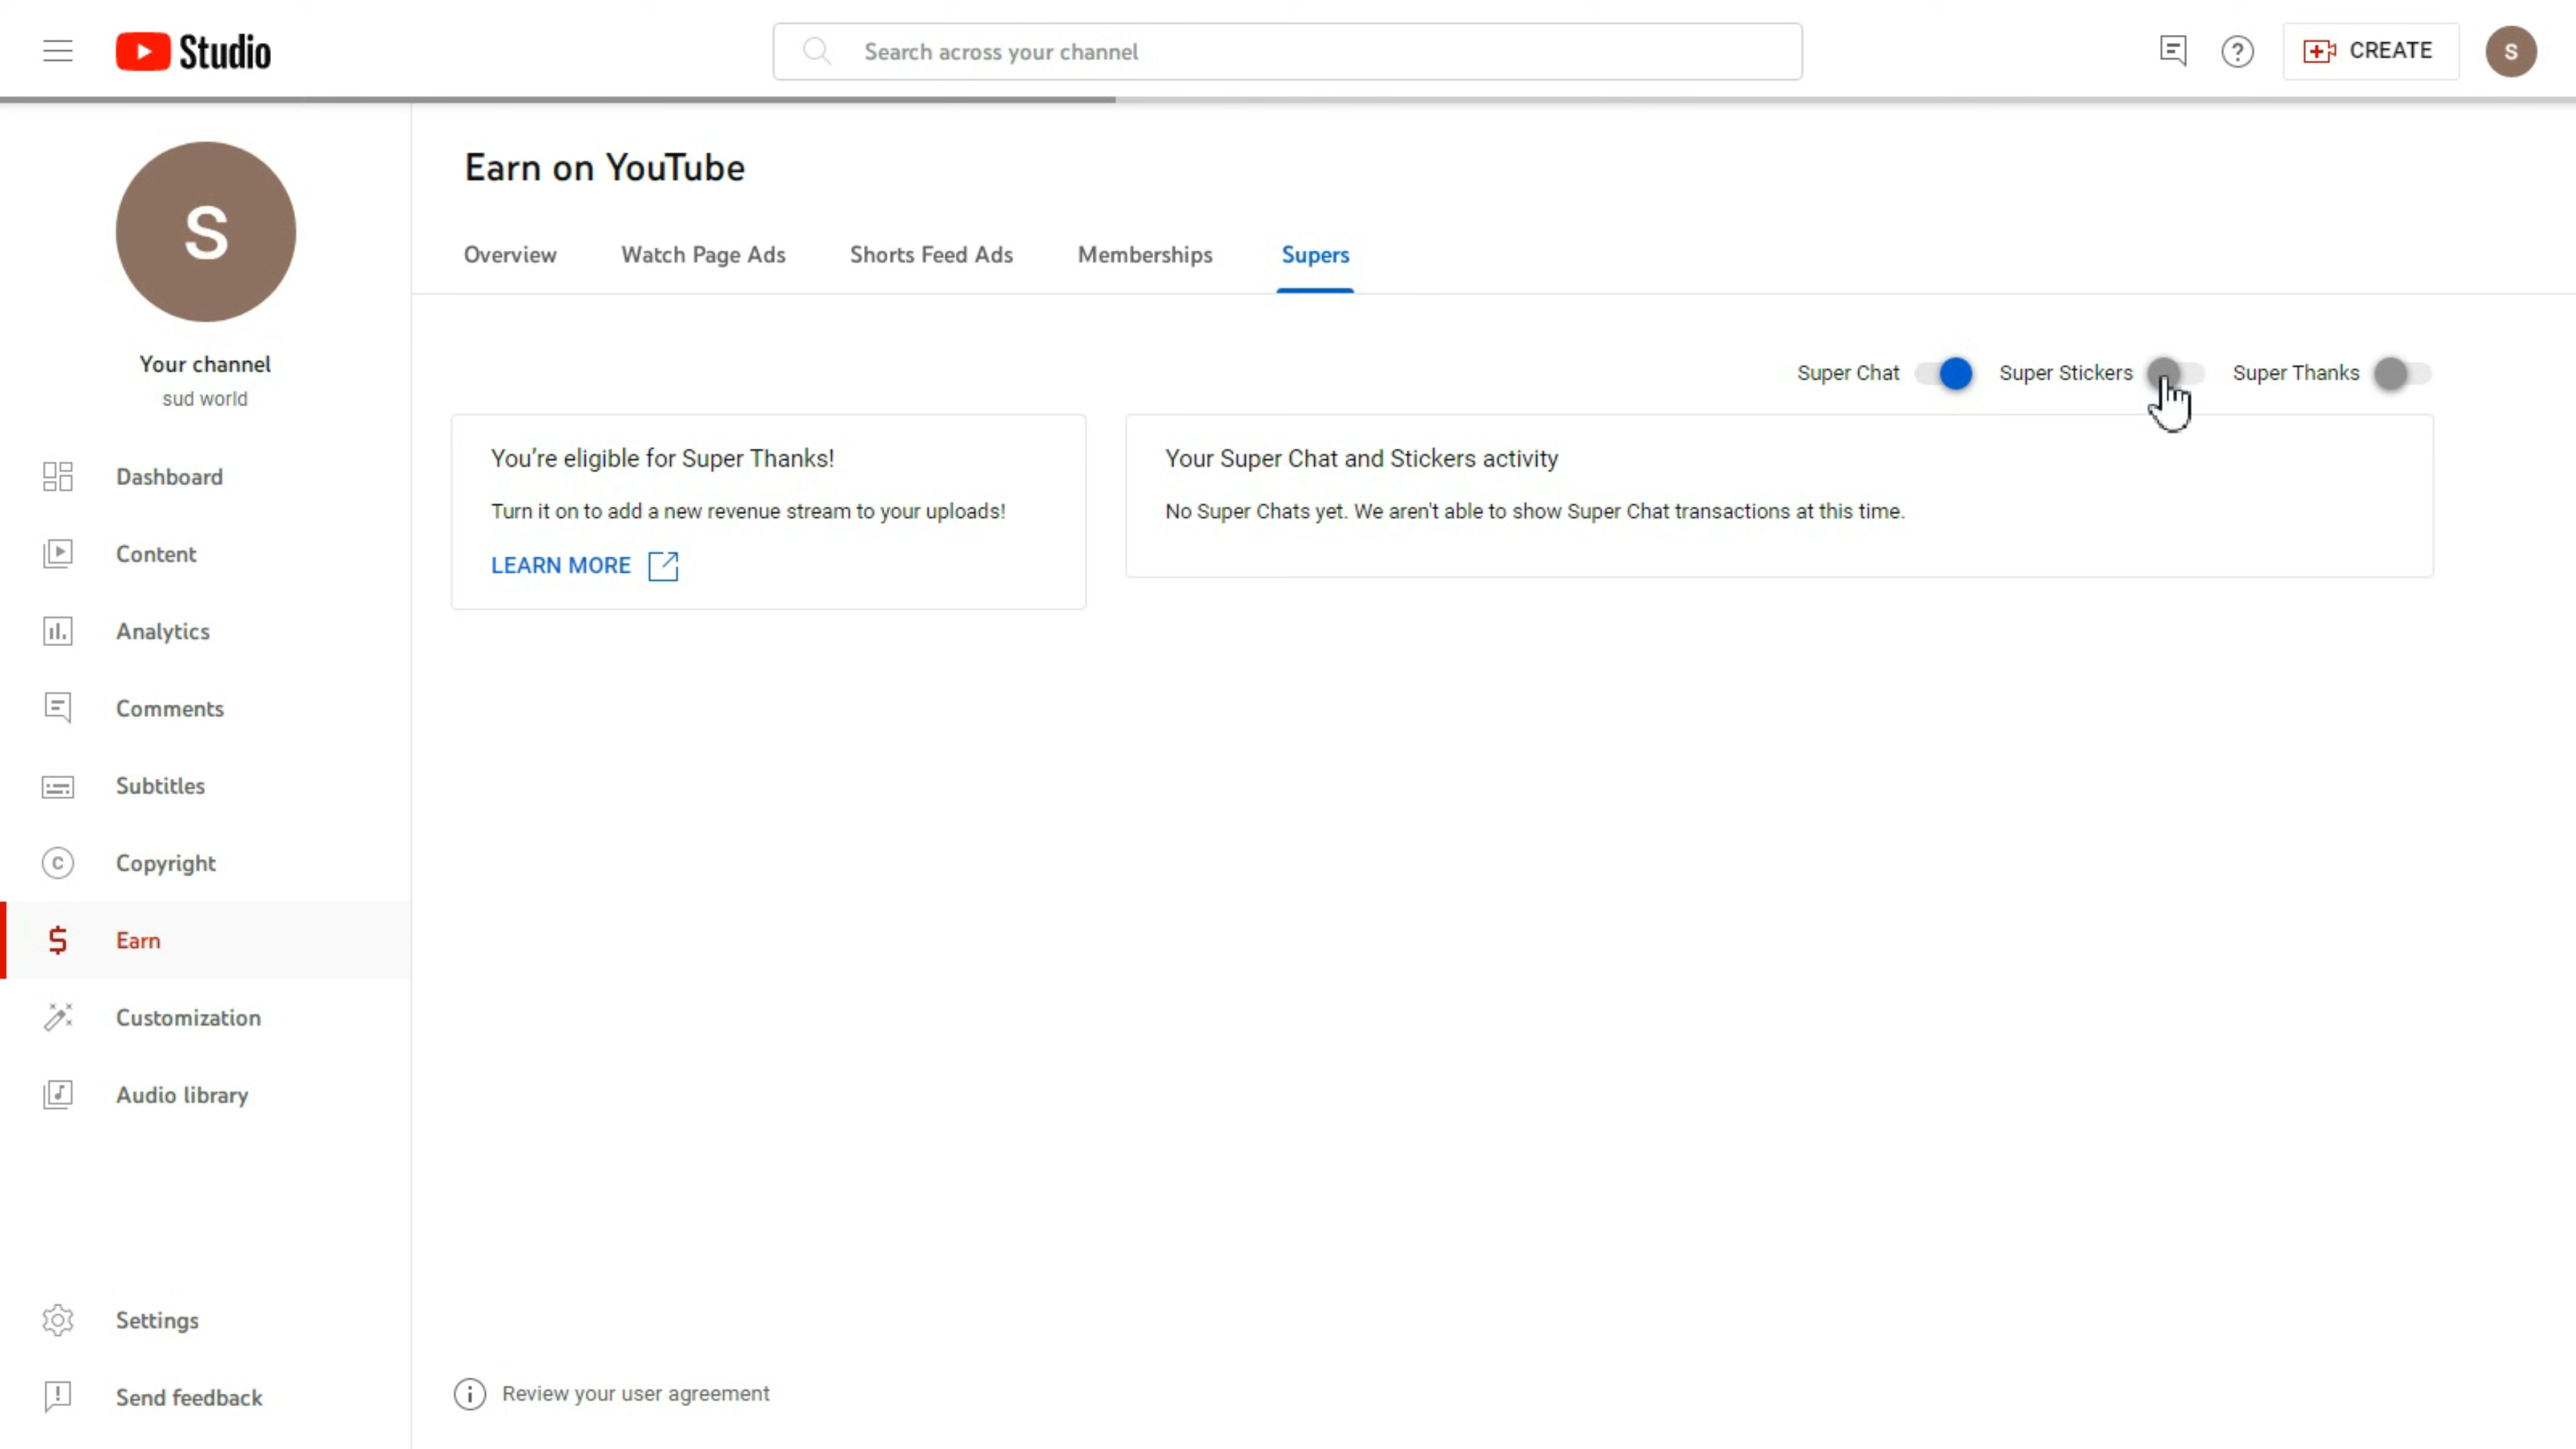 Studio
Search across your channel
CREATE
S
S
Your channel
sud world
Dashboard
Content
Analytics
Comments
Subtitles
Copyright
Earn
Customization
Audio library
Settings
Send feedback
Earn on YouTube
Overview
Watch Page Ads
Shorts Feed Ads
Memberships
Supers
Super Chat
Super Stickers
Super Thanks
You're eligible for Super Thanks!
Turn it on to add a new revenue stream to your uploads!
LEARN MORE
Your Super Chat and Stickers activity
No Super Chats yet. We aren't able to show Super Chat transactions at this time.
Review your user agreement